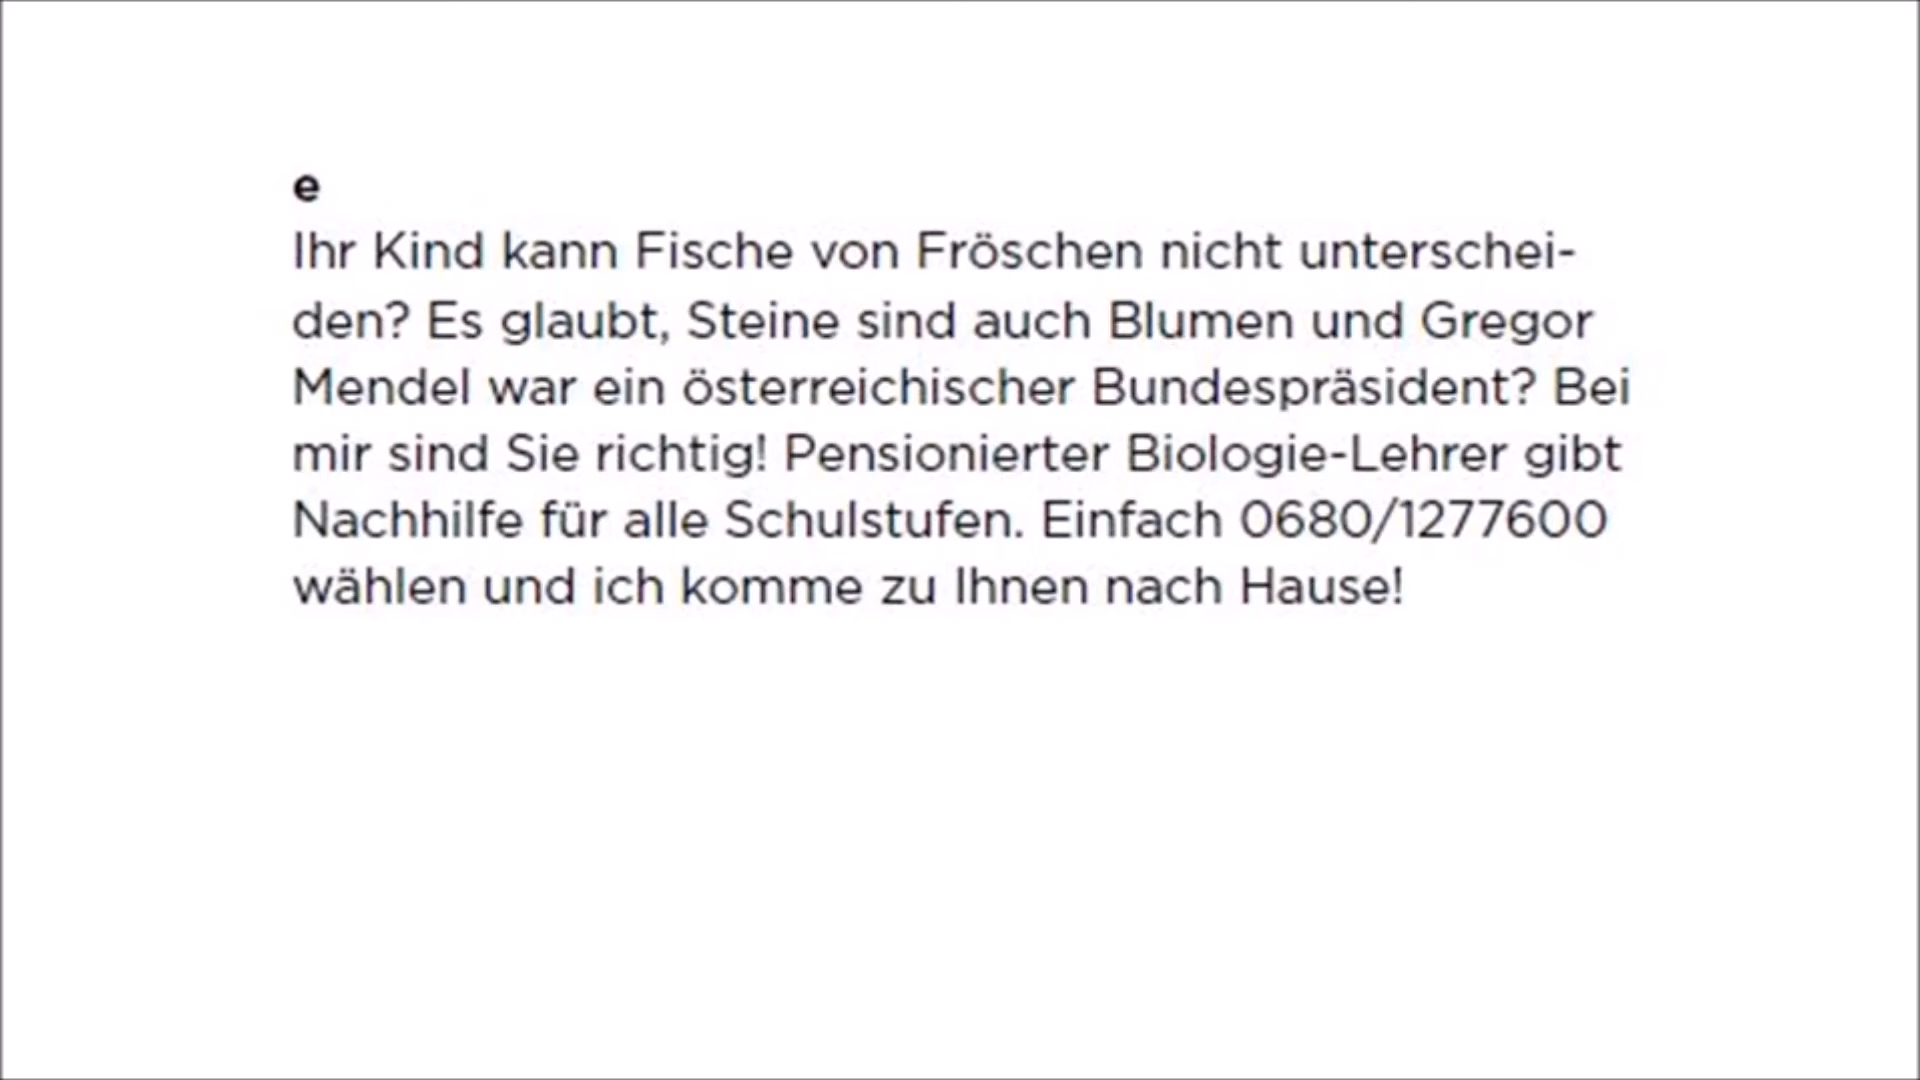 e
Ihr Kind kann Fische von Fröschen nicht unterschei-
den? Es glaubt, Steine sind auch Blumen und Gregor
Mendel war ein österreichischer Bundespräsident? Bei
mir sind Sie richtig! Pensionierter Biologie-Lehrer gibt
Nachhilfe für alle Schulstufen. Einfach 0680/1277600
wählen und ich komme zu Ihnen nach Hause!